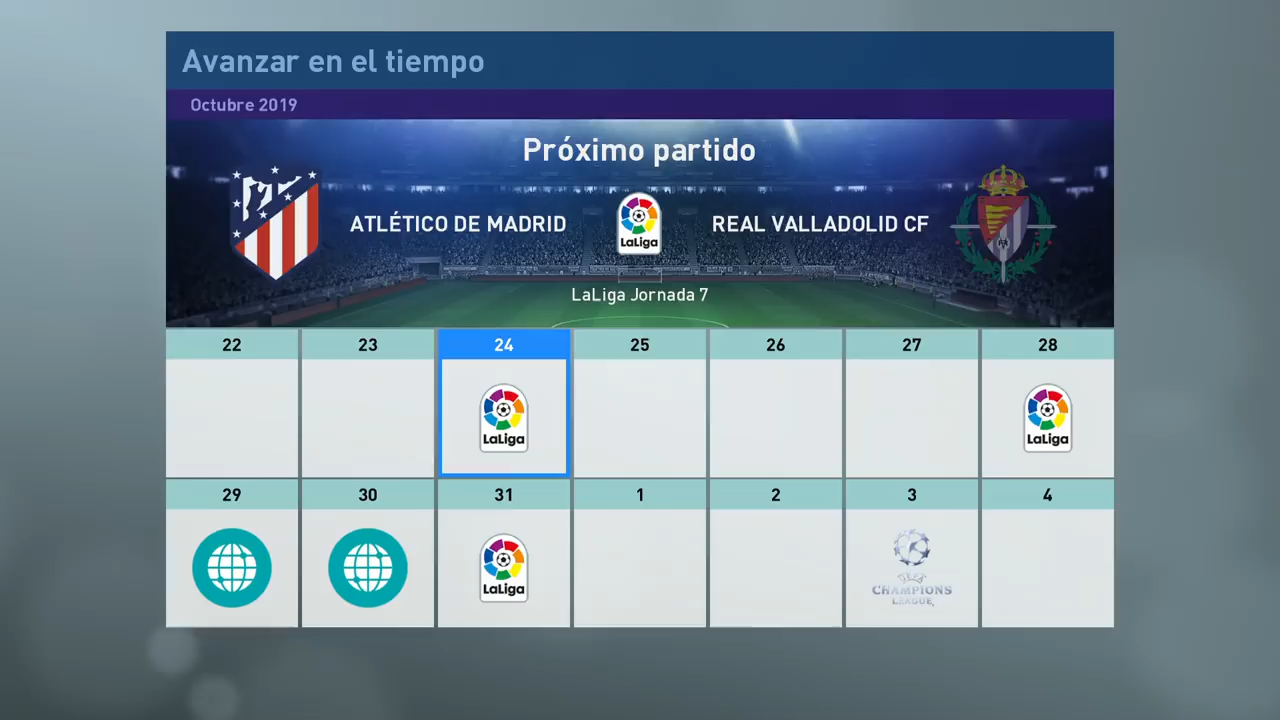 Avanzar en el tiempo
Octubre 2019
Próximo partido
ATLÉTICO DE MADRID
LaLiga
REAL VALLADOLID CF
LaLiga Jornada 7
22 23 24 25 26 27 28
LaLiga LaLiga
29 30 31 1 2 3 4
LaLiga
UEFA
CHAMPIONS
LEAGUE